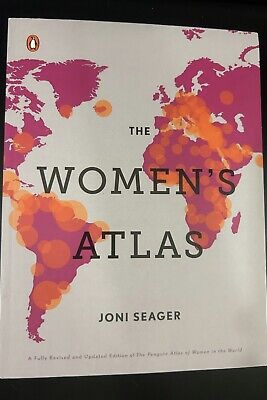 THE
WOMEN'S
ATLAS
JONI SEAGER
A Fully Revised and Updated Edition of The Penguin Atlas of Women in the World